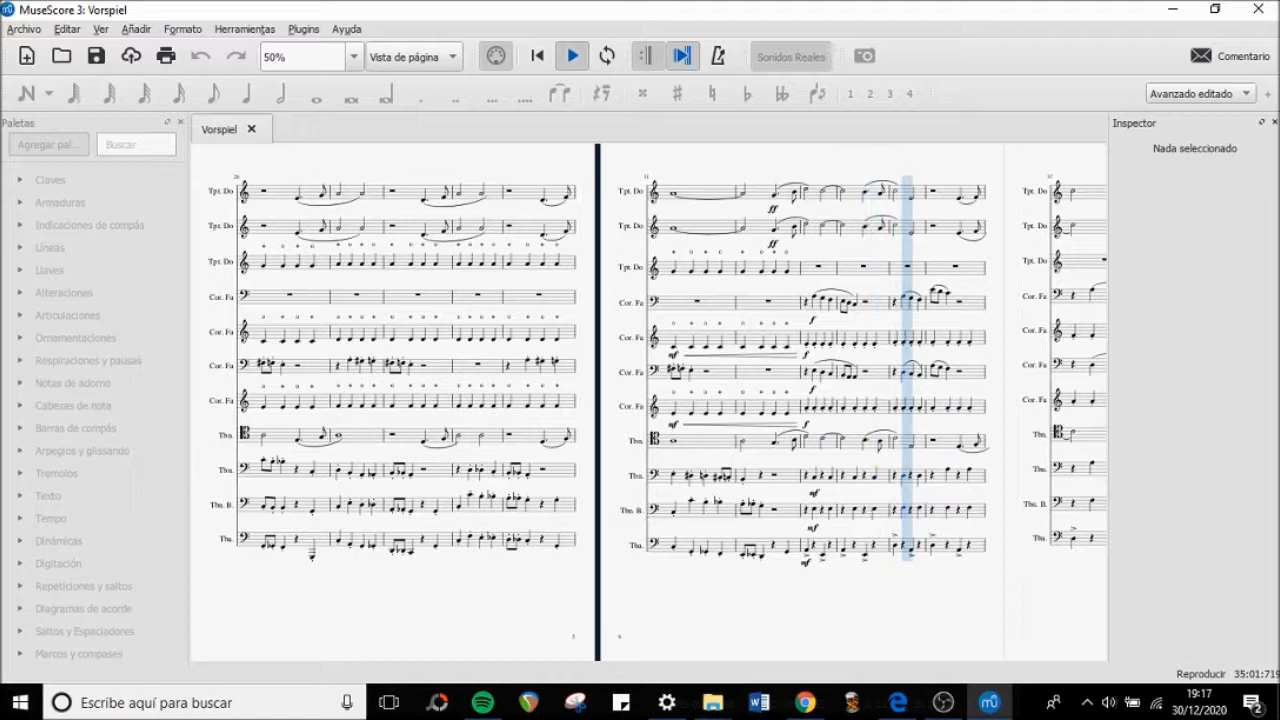 MuseScore 3: Vorspiel
Archivo Editar Ver Añadir Formato Herramientas Plugins Ayuda
50% Vista de página Sonidos Reales Comentario
1 2 3 4 Avanzado editado
Paletas
Vorspiel
Inspector
Agregar pal... Buscar
Nada seleccionado
Claves
Armaduras
Indicaciones de compás
Líneas
Llaves
Alteraciones
Articulaciones
Ornamentaciones
Respiraciones y pausas
Notas de adorno
Cabezas de nota
Barras de compás
Arpegios y glissando
Tremolos
Texto
Tempo
Dinámicas
Digitación
Repeticiones y saltos
Diagramas de acorde
Saltos y Espaciadores
Marcos y compases
26
Tpt. Do
Tpt. Do
Tpt. Do
Cor. Fa
Cor. Fa
Cor. Fa
Cor. Fa
Tbn.
Tbn.
Tbn. B.
Tba.
5
31
Tpt. Do
ff
Tpt. Do
ff
Tpt. Do
Cor. Fa
f
Cor. Fa
mf f
Cor. Fa
f
Cor. Fa
mf f
Tbn.
Tbn.
mf
Tbn. B.
mf
Tba.
mf
6
37
Tpt. Do
Tpt. Do
Tpt. Do
Cor. Fa
Cor. Fa
Cor. Fa
Cor. Fa
Tbn.
Tbn.
Tbn. B.
Tba.
Reproducir 35:01:719
Escribe aquí para buscar
19:17
30/12/2020
2